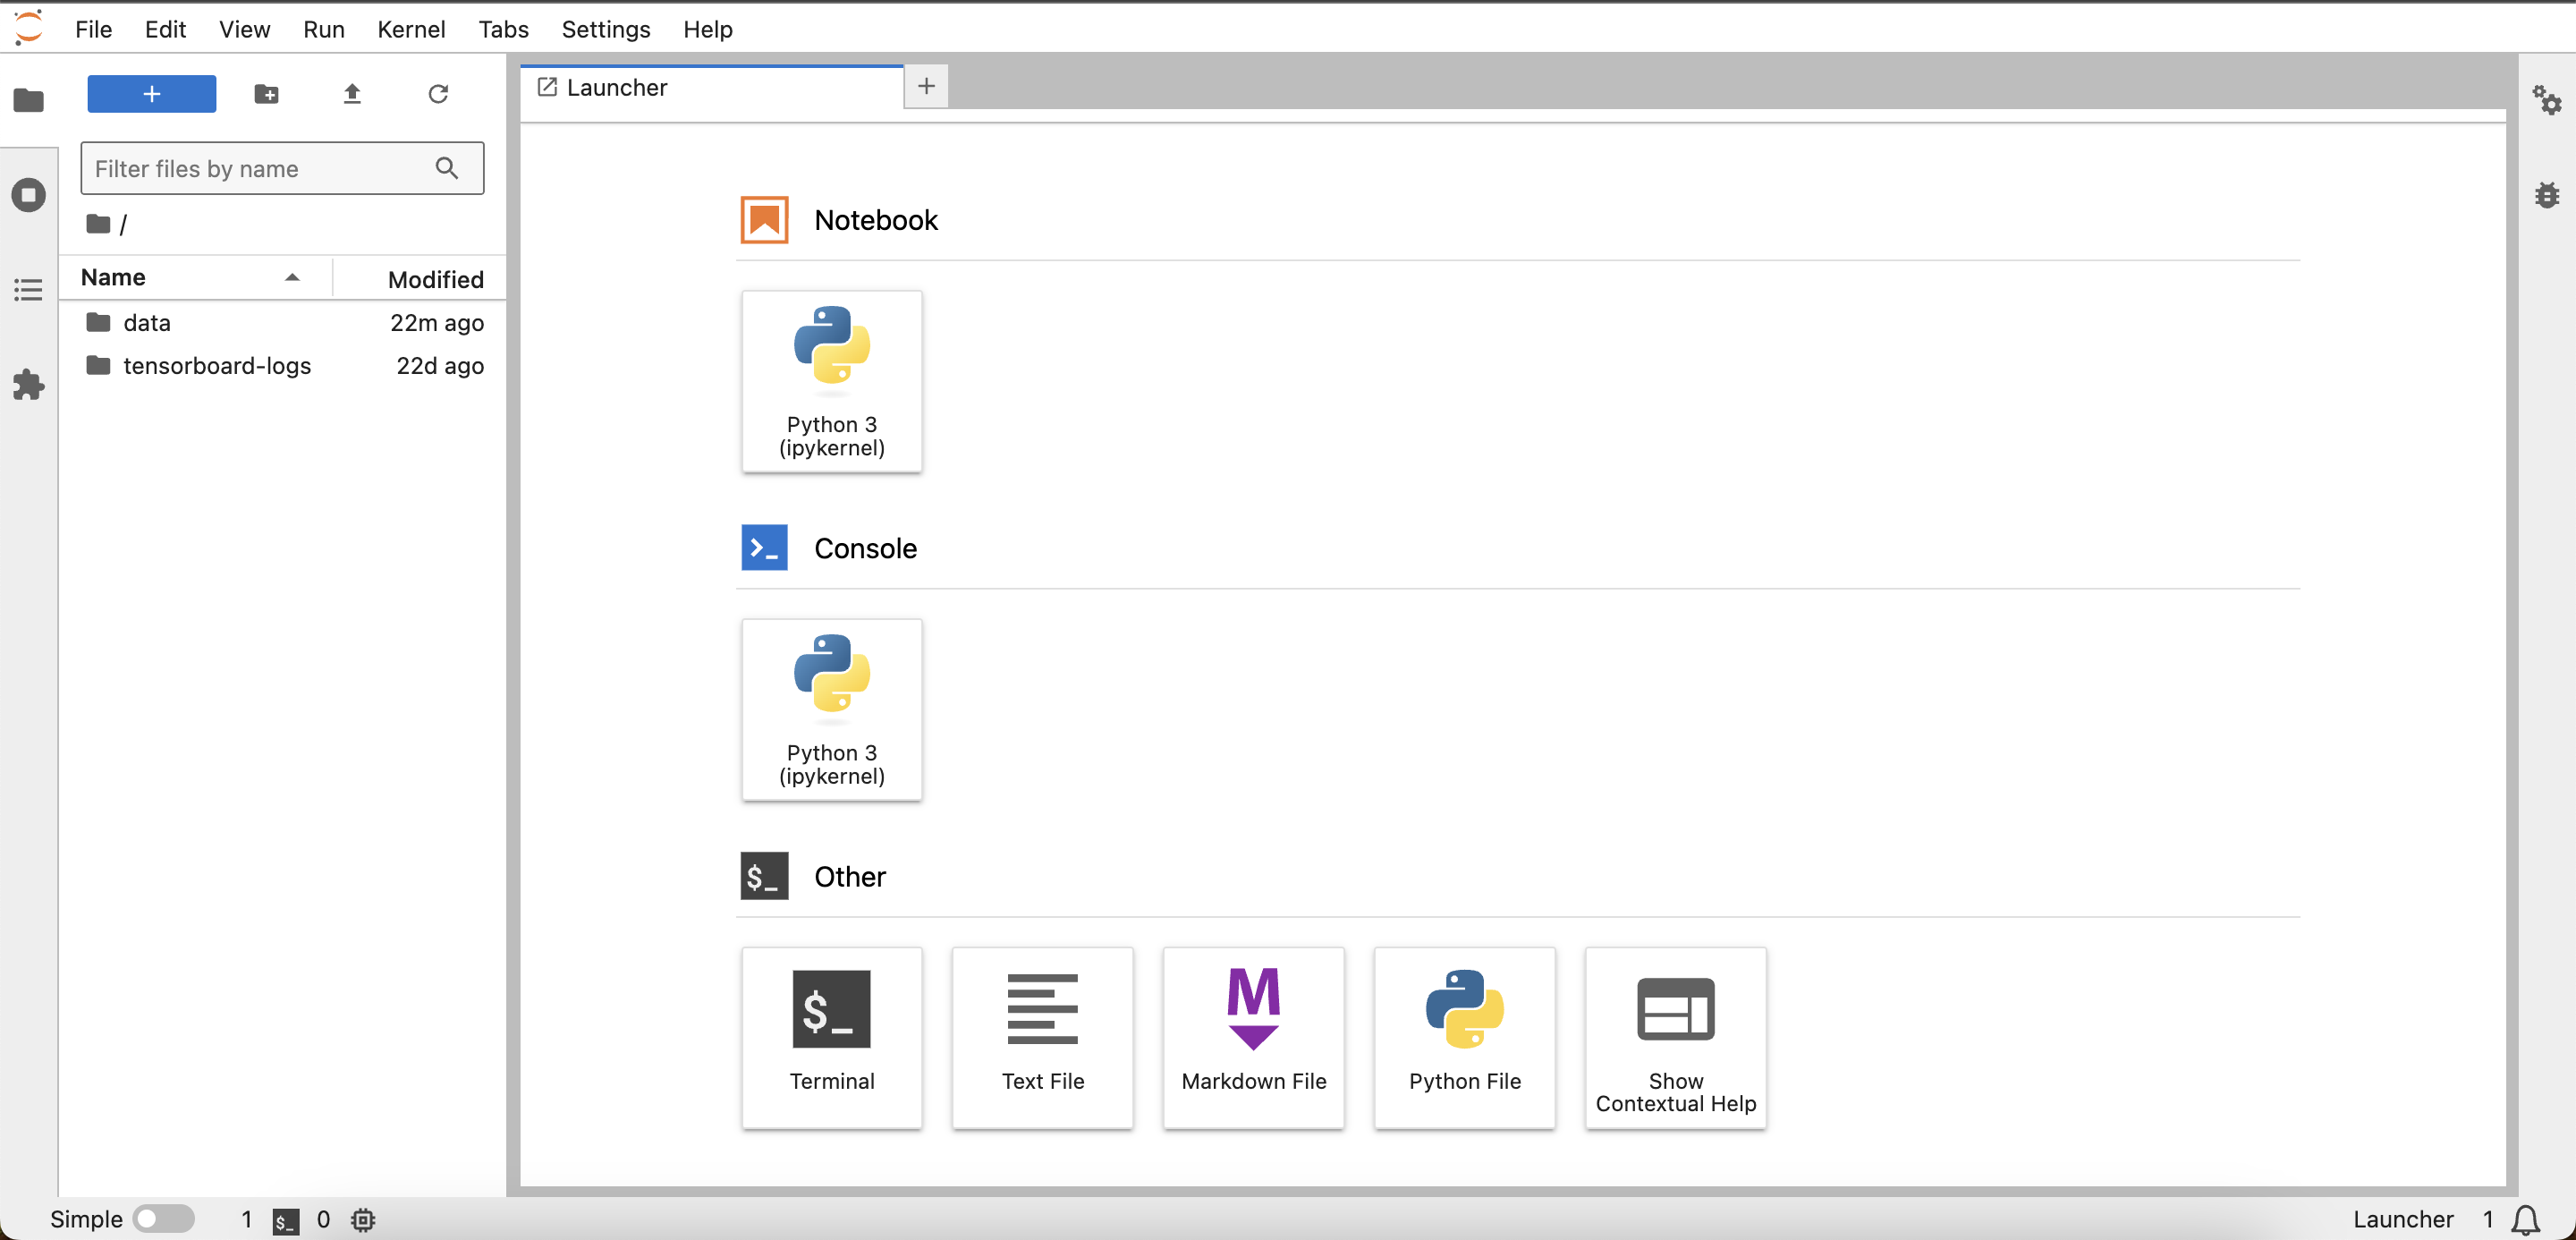 File Edit View Run Kernel Tabs Settings Help
Launcher
Filter files by name
/
Name Modified
data 22m ago
tensorboard-logs 22d ago
Notebook
Python 3
(ipykernel)
Console
Python 3
(ipykernel)
$_ Other
$_
Terminal
Text File
M
Markdown File
Python File
Show
Contextual Help
Simple 1 $_ 0
Launcher 1